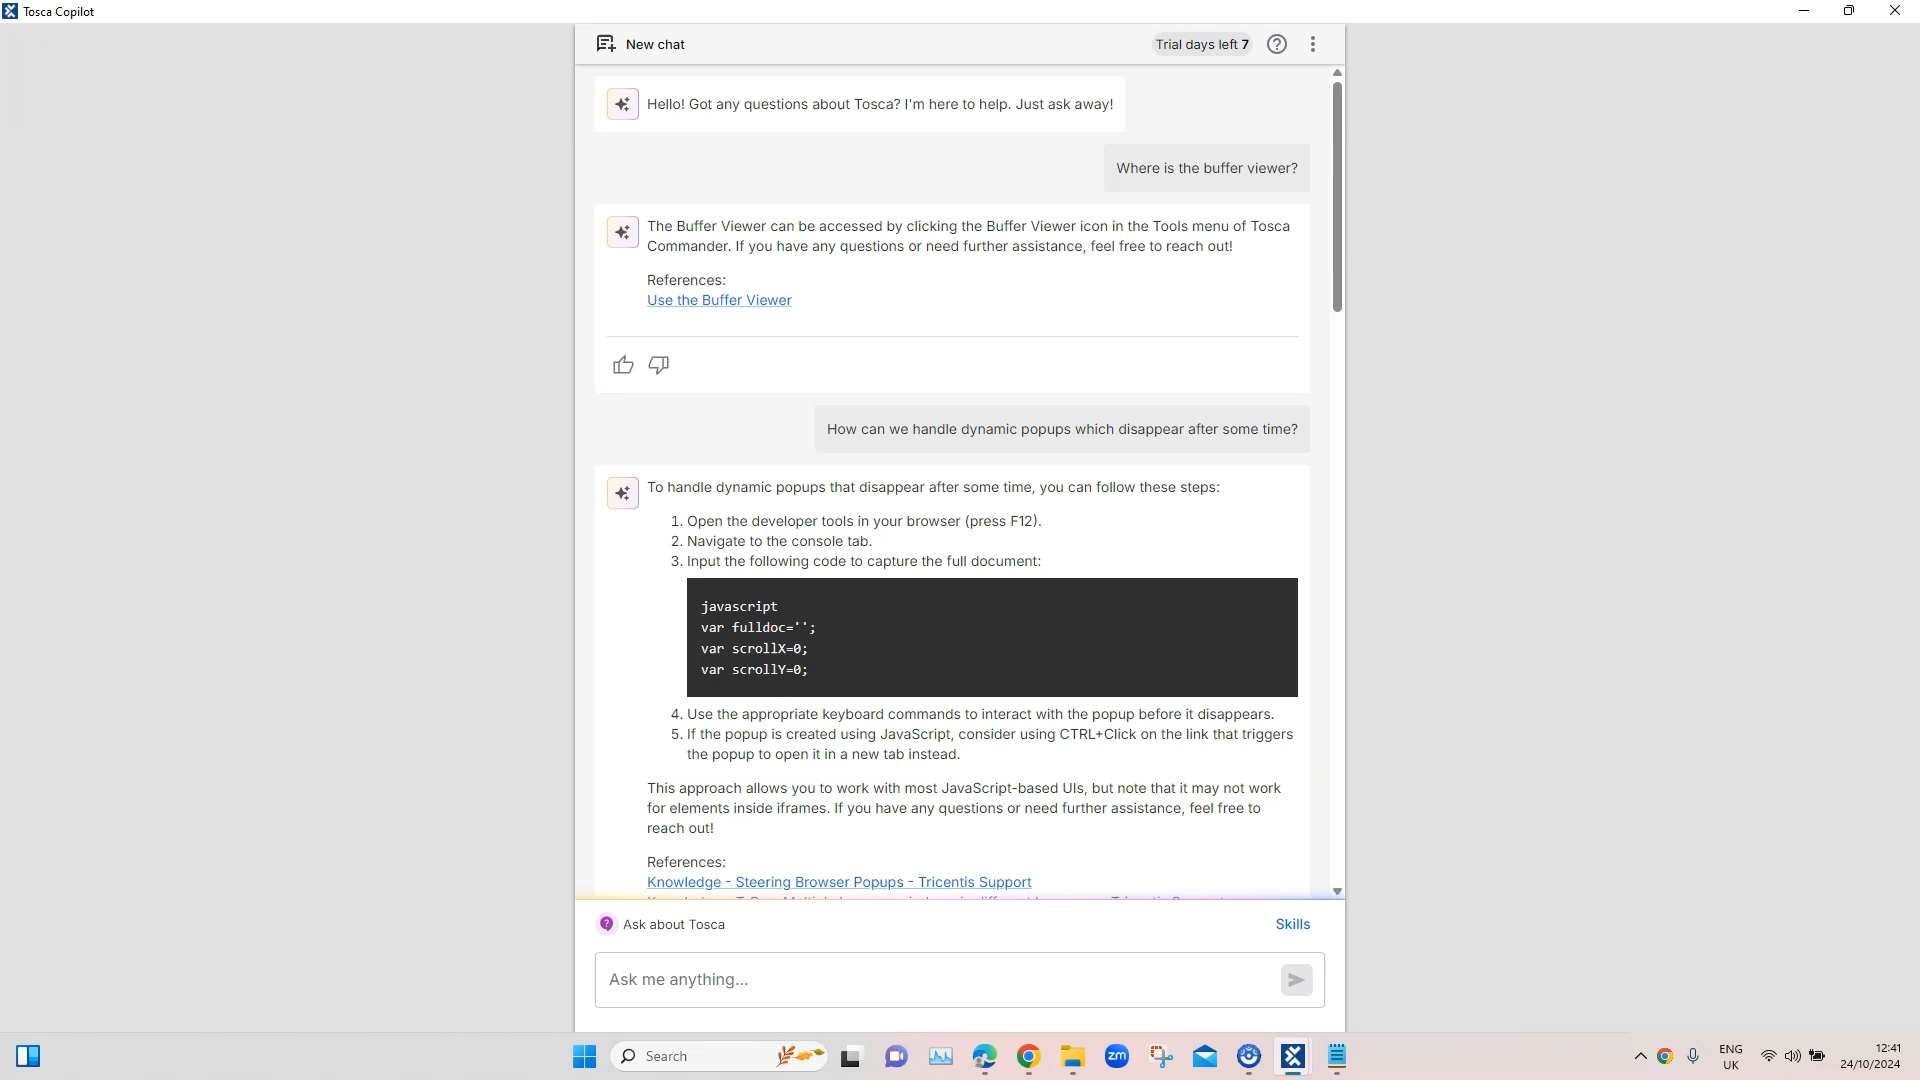 Tosca Copilot
New chat
Trial days left 7
Hello! Got any questions about Tosca? I'm here to help. Just ask away!
Where is the buffer viewer?
The Buffer Viewer can be accessed by clicking the Buffer Viewer icon in the Tools menu of Tosca
Commander. If you have any questions or need further assistance, feel free to reach out!
References:
Use the Buffer Viewer
How can we handle dynamic popups which disappear after some time?
To handle dynamic popups that disappear after some time, you can follow these steps:
1. Open the developer tools in your browser (press F12).
2. Navigate to the console tab.
3. Input the following code to capture the full document:
javascript
var fulldoc='';
var scrollX=0;
var scrollY=0;
4. Use the appropriate keyboard commands to interact with the popup before it disappears.
5. If the popup is created using JavaScript, consider using CTRL+Click on the link that triggers
the popup to open it in a new tab instead.
This approach allows you to work with most JavaScript-based UIs, but note that it may not work
for elements inside iframes. If you have any questions or need further assistance, feel free to
reach out!
References:
Knowledge - Steering Browser Popups - Tricentis Support
Ask about Tosca
Skills
Ask me anything...
Search
zm
ENG
UK
12:41
24/10/2024